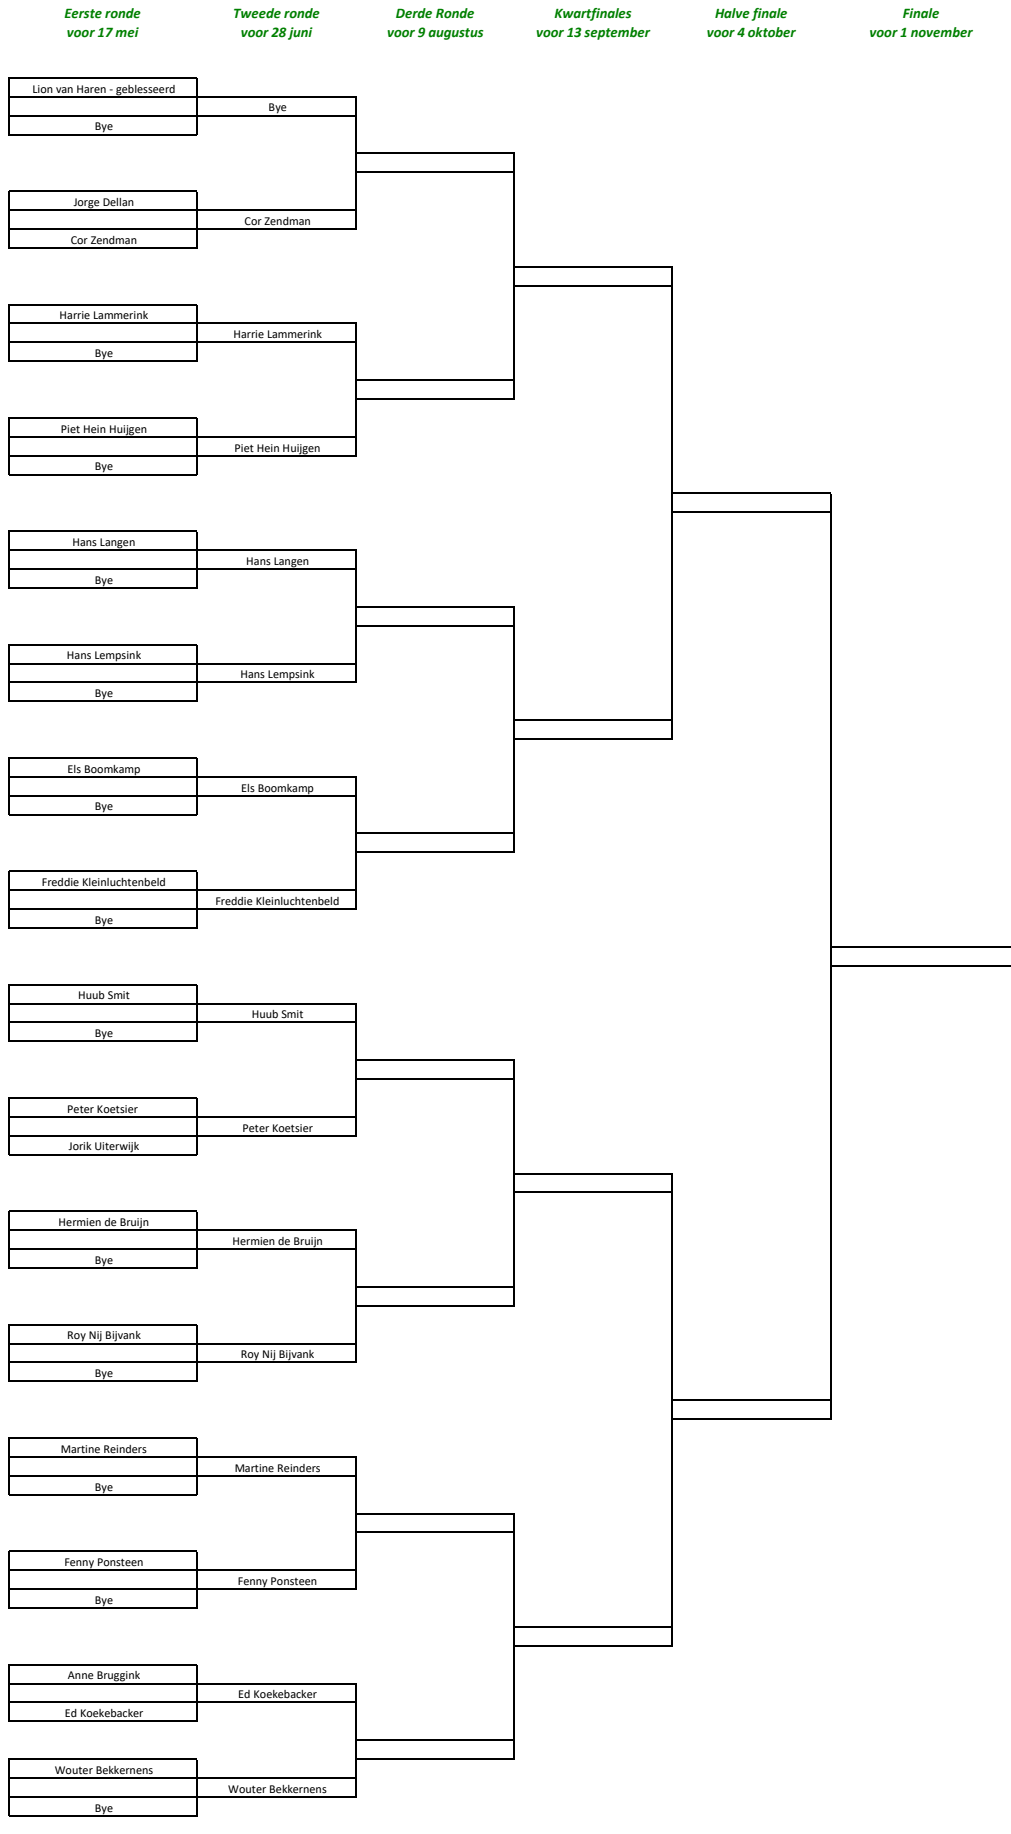 Eerste ronde
voor 17 mei
Tweede ronde
voor 28 juni
Derde Ronde
voor 9 augustus
Kwartfinales
voor 13 september
Halve finale
voor 4 oktober
Finale
voor 1 november
Lion van Haren - geblesseerd
Bye
Bye
Jorge Dellan
Cor Zendman
Cor Zendman
Harrie Lammerink
Harrie Lammerink
Bye
Piet Hein Huijgen
Piet Hein Huijgen
Bye
Hans Langen
Hans Langen
Bye
Hans Lempsink
Hans Lempsink
Bye
Els Boomkamp
Els Boomkamp
Bye
Freddie Kleinluchtenbeld
Freddie Kleinluchtenbeld
Bye
Huub Smit
Huub Smit
Bye
Peter Koetsier
Peter Koetsier
Jorik Uiterwijk
Hermien de Bruijn
Hermien de Bruijn
Bye
Roy Nij Bijvank
Roy Nij Bijvank
Bye
Martine Reinders
Martine Reinders
Bye
Fenny Ponsteen
Fenny Ponsteen
Bye
Anne Bruggink
Ed Koekebacker
Ed Koekebacker
Wouter Bekkernens
Wouter Bekkernens
Bye